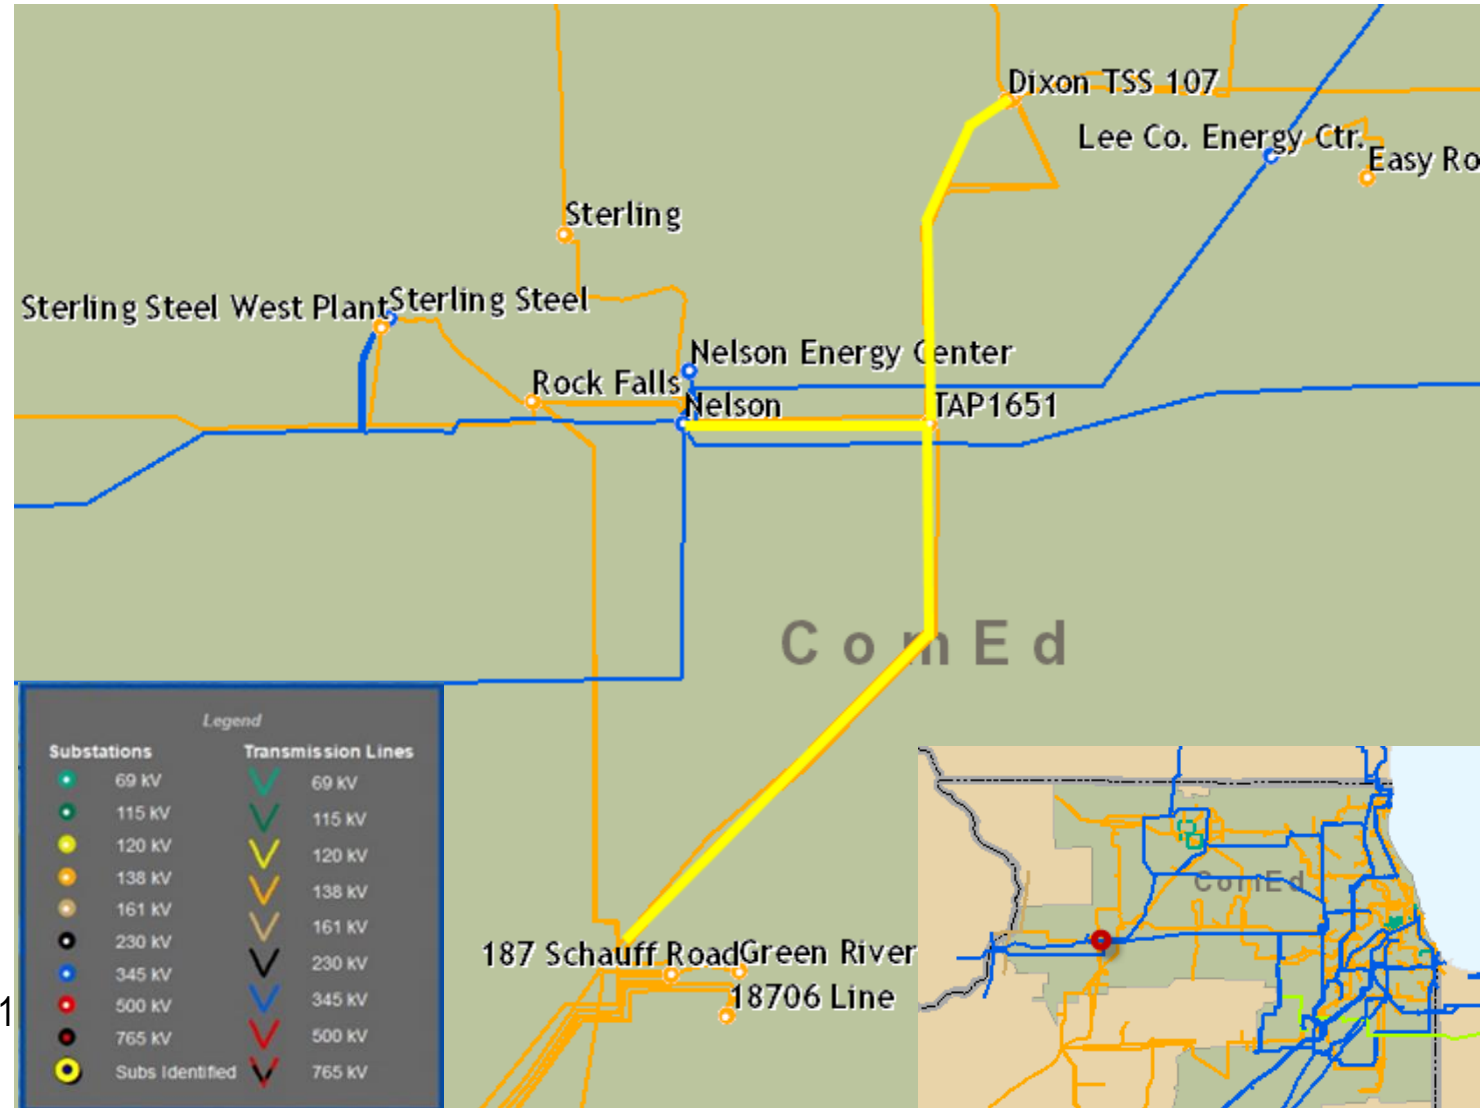 Dixon TSS 107
Lee Co. Energy Ctr.
Easy Ro
Sterling
Sterling Steel West Plant
Sterling Steel
Nelson Energy Center
Rock Falls
Nelson
TAP1651
ComEd
187 Schauff Road
Green River
18706 Line
1
Legend
Substations Transmission Lines
69 kV 69 kV
115 kV 115 kV
120 kV 120 kV
138 kV 138 kV
161 kV 161 kV
230 kV 230 kV
345 kV 345 kV
500 kV 500 kV
765 kV 765 kV
Subs Identified
ComEd